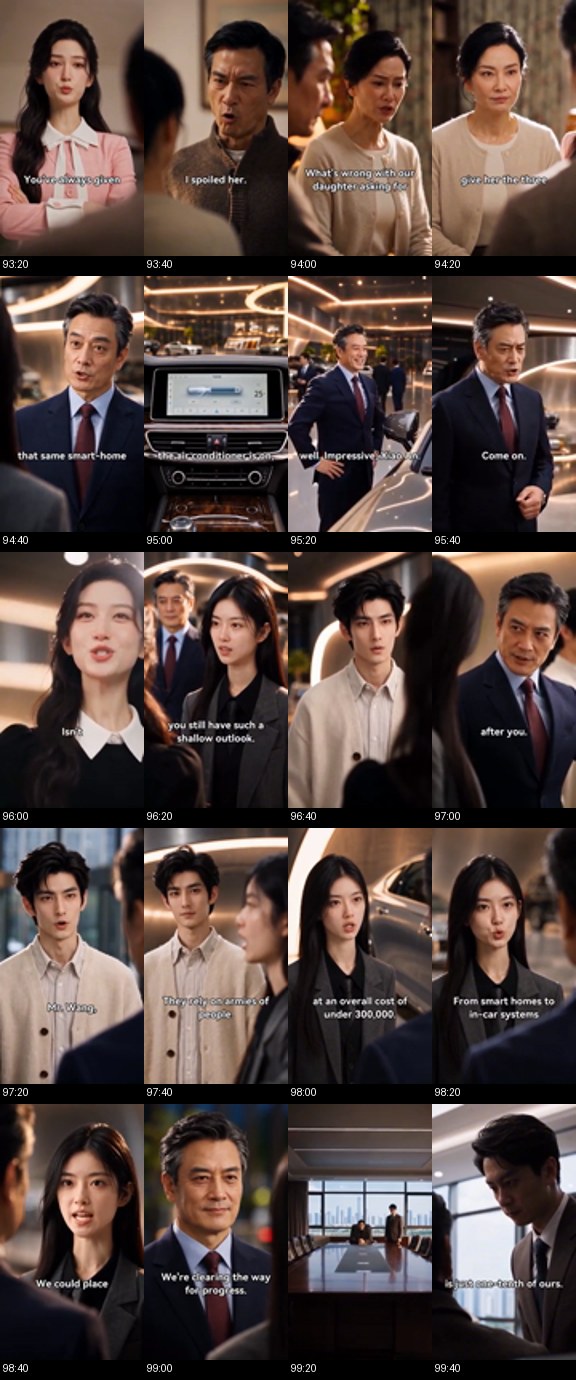 You've always given
I spoiled her.
What's wrong with our
daughter asking for
give her the three
93:20
93:40
94:00
94:20
that same smart-home
25
the air conditioner is on,
well. Impressive, Xiao An.
Come on.
94:40
95:00
95:20
95:40
Isn't
you still have such a
shallow outlook.
after you.
96:00
96:20
96:40
97:00
Mr. Wang,
They rely on armies of
people
at an overall cost of
under 300,000.
From smart homes to
in-car systems
97:20
97:40
98:00
98:20
We could place
We're clearing the way
for progress.
is just one-tenth of ours.
98:40
99:00
99:20
99:40